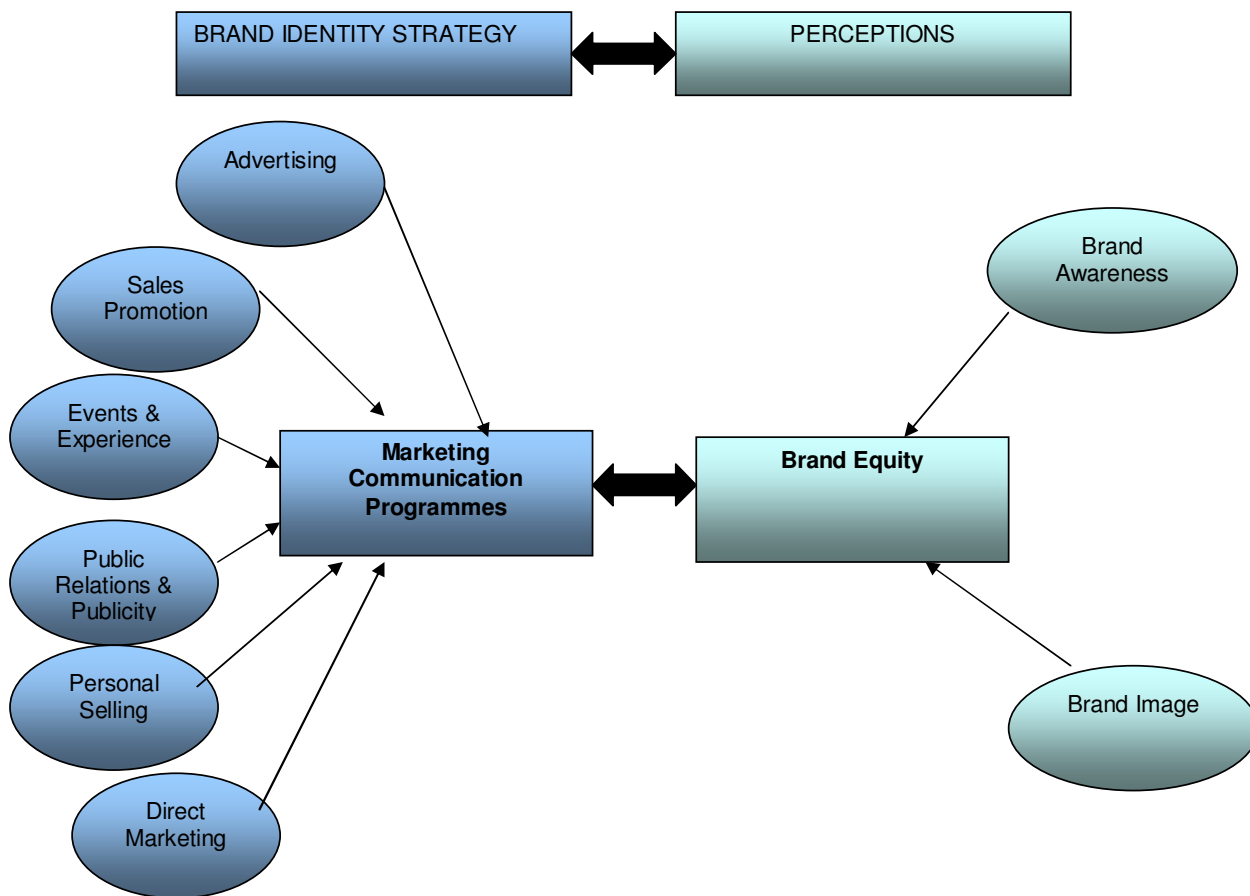 BRAND IDENTITY STRATEGY
PERCEPTIONS
Advertising
Brand
Awareness
Sales
Promotion
Events &
Experience
Marketing
Communication
Programmes
Brand Equity
Public
Relations &
Publicity
Personal
Selling
Brand Image
Direct
Marketing